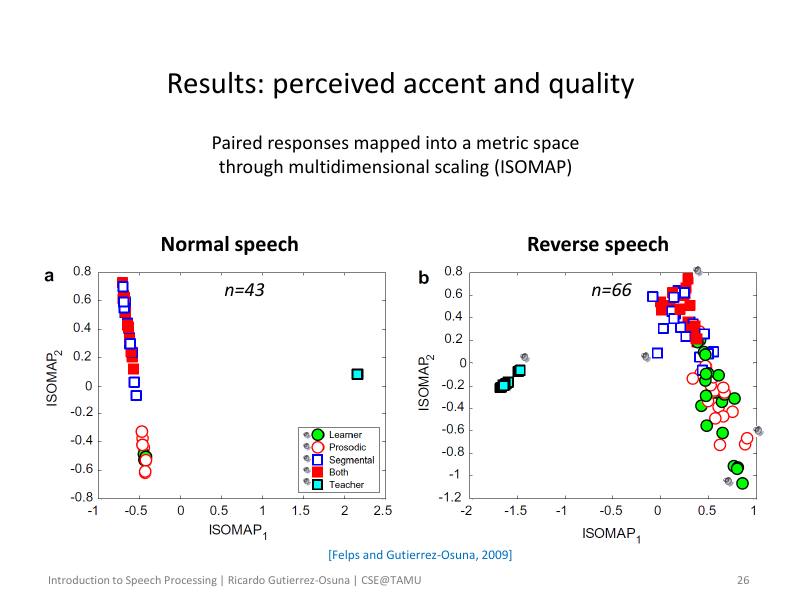 Results: perceived accent and quality
Paired responses mapped into a metric space
through multidimensional scaling (ISOMAP)
Normal speech
a
n=43
0.8
0.6
0.4
0.2
0
-0.2
-0.4
-0.6
-0.8
ISOMAP2
-1
-0.5
0
0.5
1
1.5
2
2.5
ISOMAP1
Learner
Prosodic
Segmental
Both
Teacher
Reverse speech
b
n=66
0.8
0.6
0.4
0.2
0
-0.2
-0.4
-0.6
-0.8
-1
-1.2
ISOMAP2
-2
-1.5
0
0.5
1
ISOMAP1
[Felps and Gutierrez-Osuna, 2009]
Introduction to Speech Processing | Ricardo Gutierrez-Osuna | CSE@TAMU
26